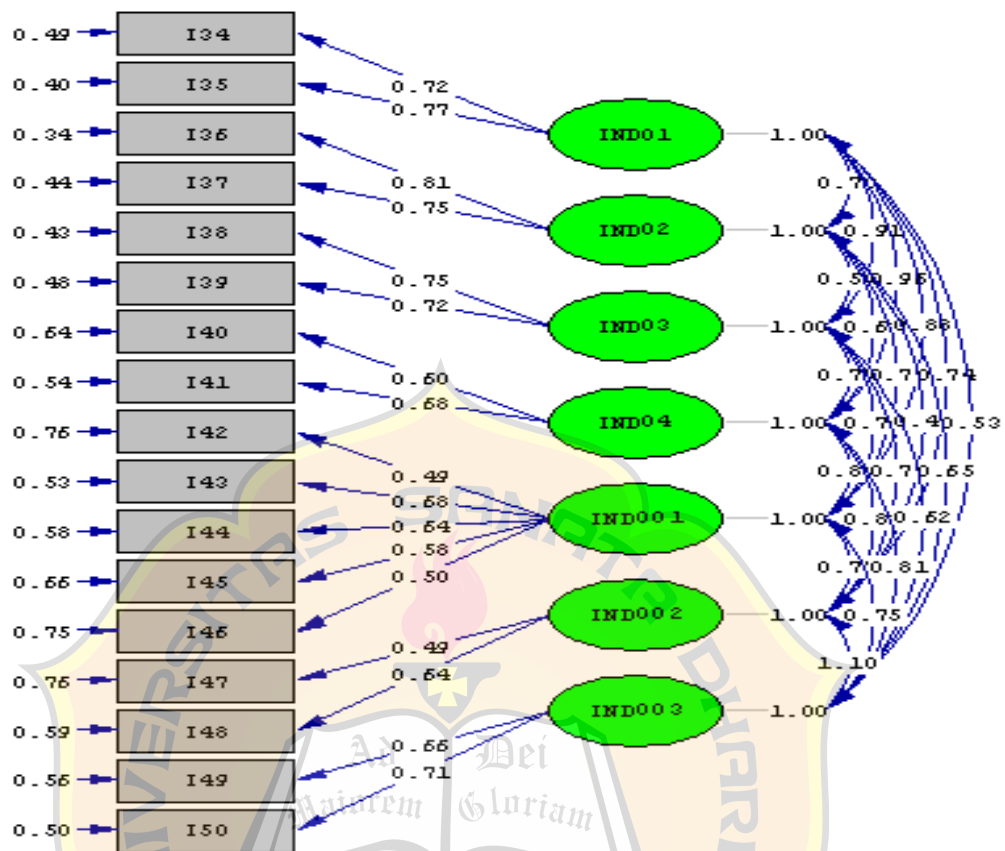 0.49 I34
0.72
0.40 I35
0.77
IND01 1.00
0.34 I36
0.44 I37
0.81
0.75
0.91
IND02 1.00
0.43 I38
0.48 I39
0.75
0.72
0.96
IND03 1.00
0.88
0.64 I40
0.54 I41
0.60
0.68
0.74
IND04 1.00
0.53
0.76 I42
0.53 I43
0.49
0.68
0.65
IND001 1.00
0.62
0.58 I44
0.64
0.66 I45
0.58
0.50
0.81
0.75 I46
IND002 1.00
0.75
0.76 I47
0.49
0.64
1.10
0.59 I48
IND003 1.00
0.56 I49
0.66
0.71
0.50 I50
UNIVERSITAS SANATA DHARMA
Ad Dei
Maiorem Gloriam